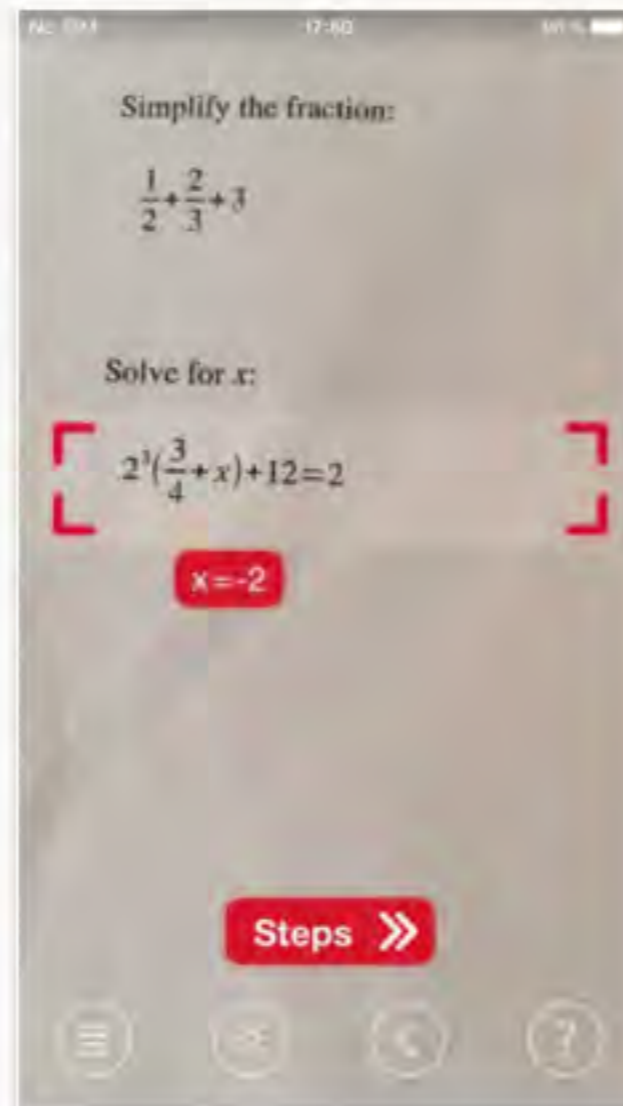 Simplify the fraction:
1/2 + 2/3 + 3
Solve for x:
2³(3/4 + x) + 12 = 2
x=-2
Steps
?